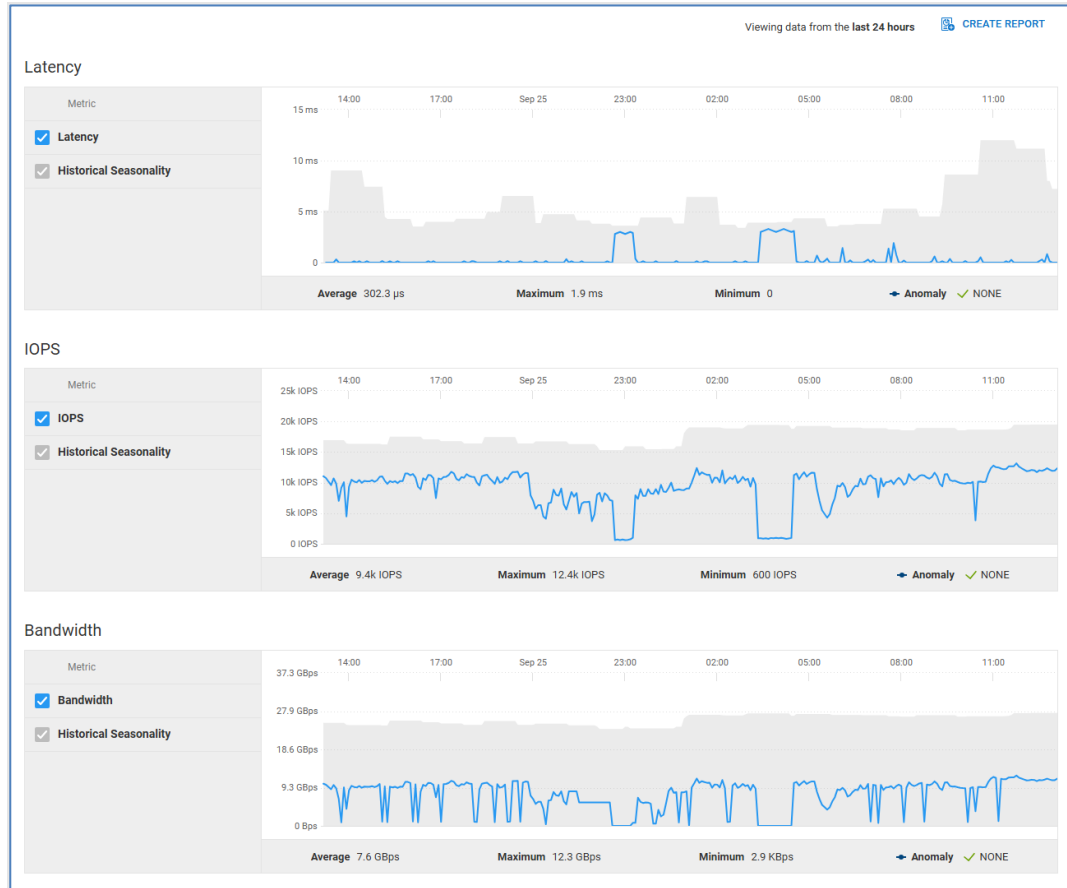 Viewing data from the last 24 hours CREATE REPORT
Latency
Metric
Latency
Historical Seasonality
14:00 17:00 Sep 25 23:00 02:00 05:00 08:00 11:00
15 ms
10 ms
5 ms
0
Average 302.3 µs Maximum 1.9 ms Minimum 0 Anomaly NONE
IOPS
Metric
IOPS
Historical Seasonality
14:00 17:00 Sep 25 23:00 02:00 05:00 08:00 11:00
25k IOPS
20k IOPS
15k IOPS
10k IOPS
5k IOPS
0 IOPS
Average 9.4k IOPS Maximum 12.4k IOPS Minimum 600 IOPS Anomaly NONE
Bandwidth
Metric
Bandwidth
Historical Seasonality
14:00 17:00 Sep 25 23:00 02:00 05:00 08:00 11:00
37.3 GBps
27.9 GBps
18.6 GBps
9.3 GBps
0 Bps
Average 7.6 GBps Maximum 12.3 GBps Minimum 2.9 KBps Anomaly NONE